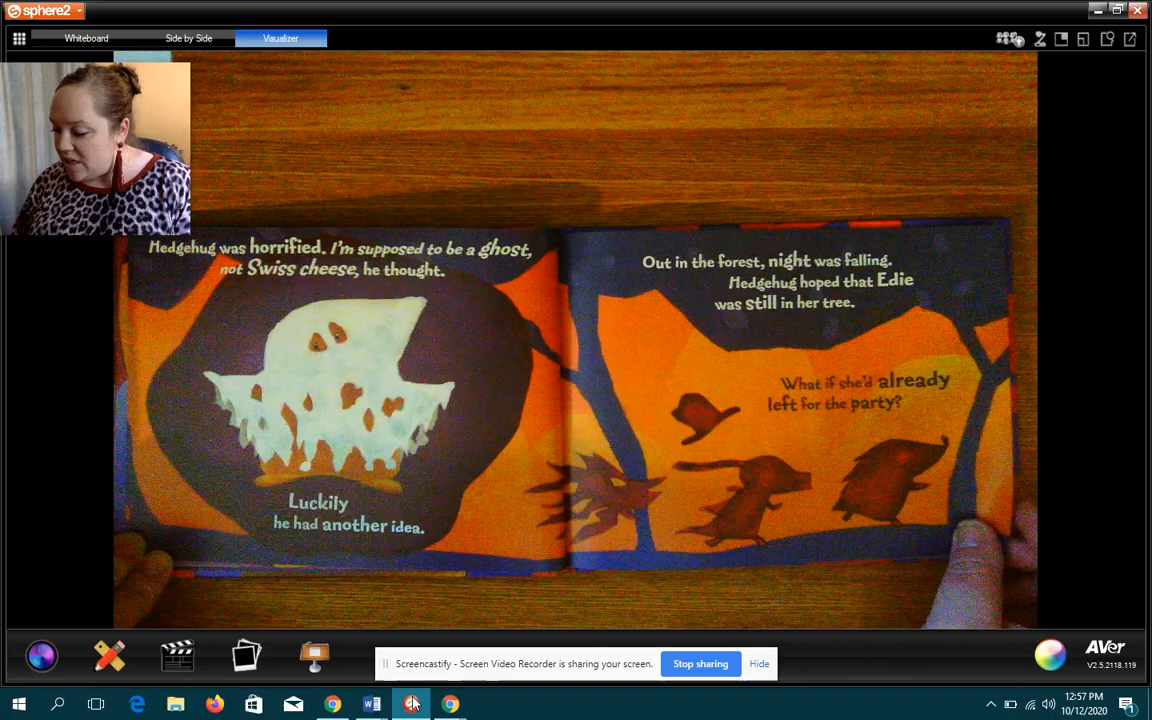 sphere2
Whiteboard
Side by Side
Visualizer
Hedgehug was horrified. I'm supposed to be a ghost,
not Swiss cheese, he thought.
Luckily
he had another idea.
Out in the forest, night was falling.
Hedgehug hoped that Edie
was still in her tree.
What if she'd already
left for the party?
AVer
V2.5.2118.119
Screencastify - Screen Video Recorder is sharing your screen.
Stop sharing
Hide
12:57 PM
10/12/2020
1